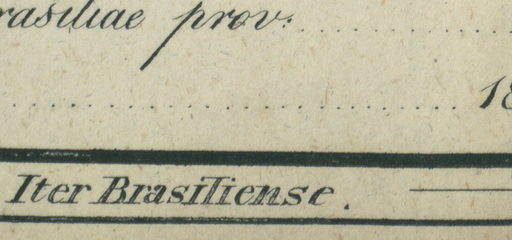 rasiliae prov.
18
Iter Brasiliense.